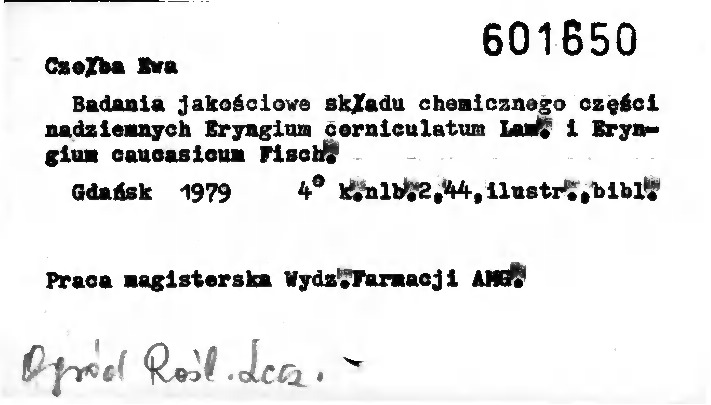 601650
Czołba Ewa
Badania jakościowe składu chemicznego części
nadziemnych Eryngium corniculatum Lam. i Eryn-
gium caucasicum Fisch.
Gdańsk 1979 4° k.nlb.2,44,ilustr.,bibl.
Praca magisterska Wydz.Farmacji AMG.
Ogród Rośl. Lecz.